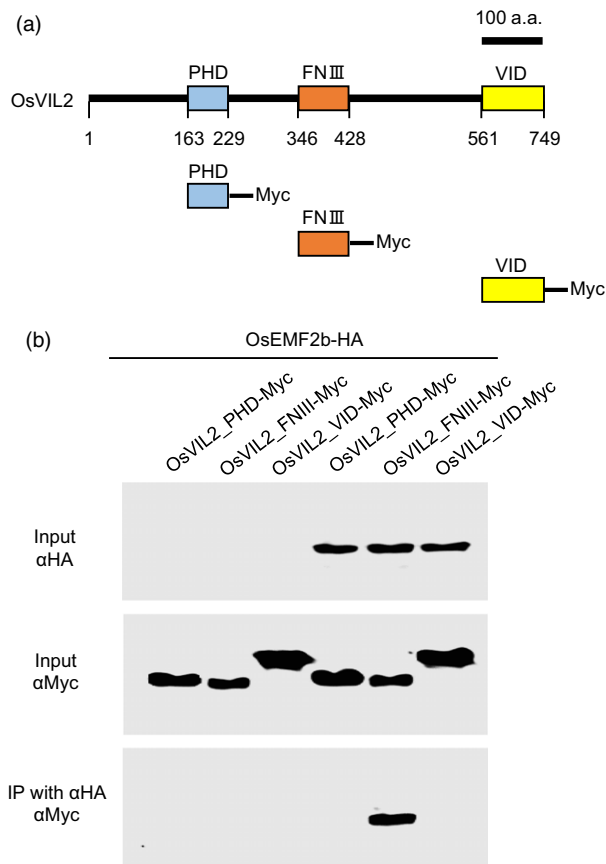 (a)
100 a.a.
PHD FNⅢ VID
OsVIL2
1 163 229 346 428 561 749
PHD
Myc
FNⅢ
Myc
VID
Myc
(b)
OsEMF2b-HA
OsVIL2_PHD-Myc
OsVIL2_FNIII-Myc
OsVIL2_VID-Myc
OsVIL2_PHD-Myc
OsVIL2_FNIII-Myc
OsVIL2_VID-Myc
Input
αHA
Input
αMyc
IP with αHA
αMyc